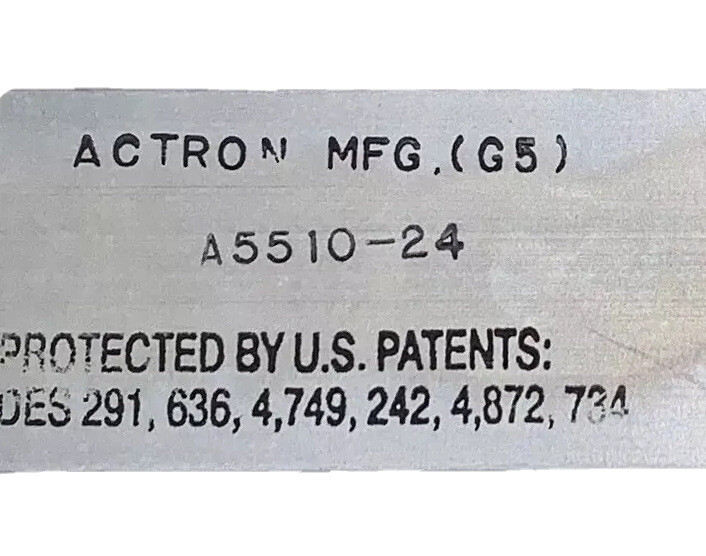 ACTRON MFG.(G5)
A5510-24
PROTECTED BY U.S. PATENTS:
DES 291, 636, 4,749, 242, 4,872, 734